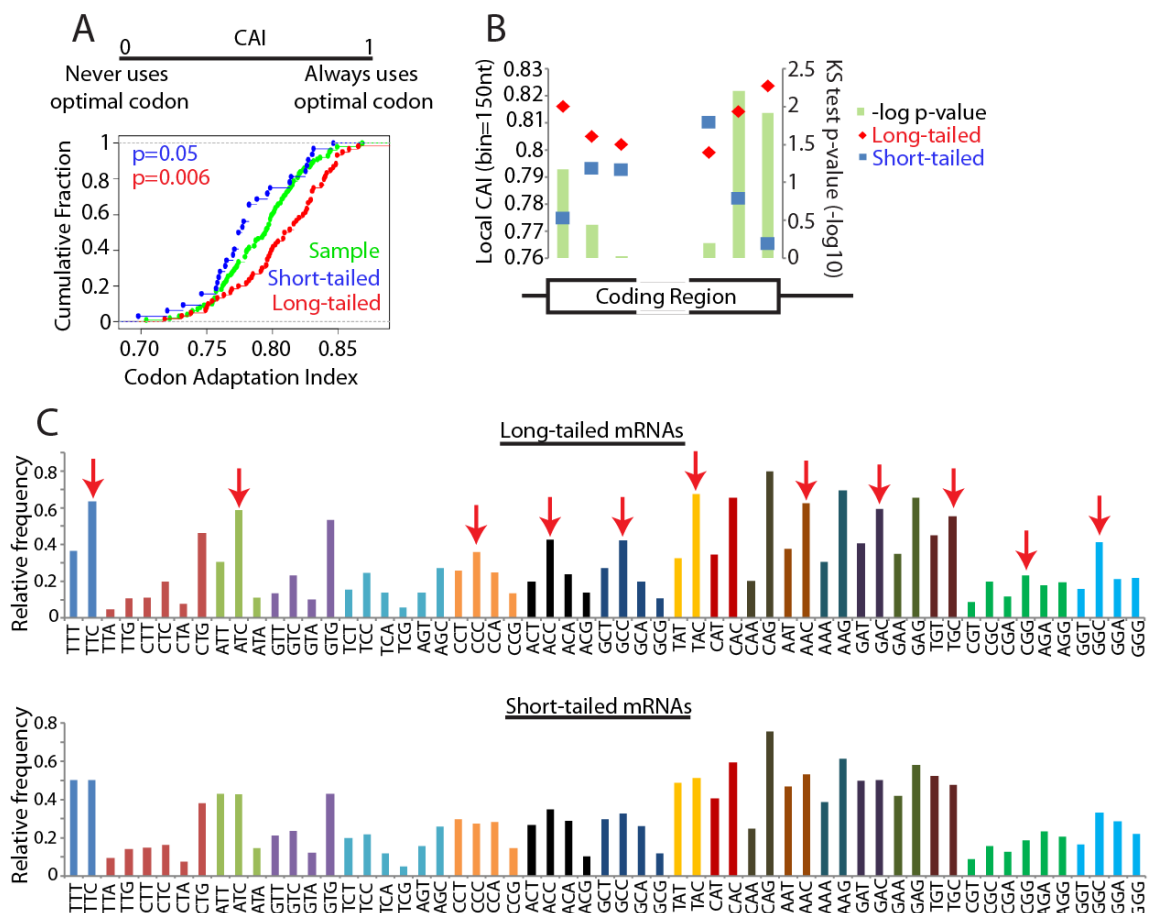 A
CAI
0
1
Never uses
optimal codon
Always uses
optimal codon
Cumulative Fraction
1
0.8
0.6
0.4
0.2
0
p=0.05
p=0.006
Sample
Short-tailed
Long-tailed
0.70 0.75 0.80 0.85
Codon Adaptation Index
B
Local CAI (bin=150nt)
0.83
0.82
0.81
0.8
0.79
0.78
0.77
0.76
2.5
2
1.5
1
0.5
0
KS test p-value (-log10)
-log p-value
Long-tailed
Short-tailed
Coding Region
C
Long-tailed mRNAs
Relative frequency
0.8
0.6
0.4
0.2
0
TTT TTC TTA TTG CTT CTC CTA CTG ATT ATC ATA GTT GTC GTA GTG TCT TCC TCA TCG AGT AGC CCT CCC CCA CCG ACT ACC ACA ACG GCT GCC GCA GCG TAT TAC CAT CAC CAA CAG AAT AAC AAA AAG GAT GAC GAA GAG TGT TGC CGT CGC CGA CGG AGA AGG GGT GGC GGA GGG
Short-tailed mRNAs
Relative frequency
0.8
0.6
0.4
0.2
0
TTT TTC TTA TTG CTT CTC CTA CTG ATT ATC ATA GTT GTC GTA GTG TCT TCC TCA TCG AGT AGC CCT CCC CCA CCG ACT ACC ACA ACG GCT GCC GCA GCG TAT TAC CAT CAC CAA CAG AAT AAC AAA AAG GAT GAC GAA GAG TGT TGC CGT CGC CGA CGG AGA AGG GGT GGC GGA GGG